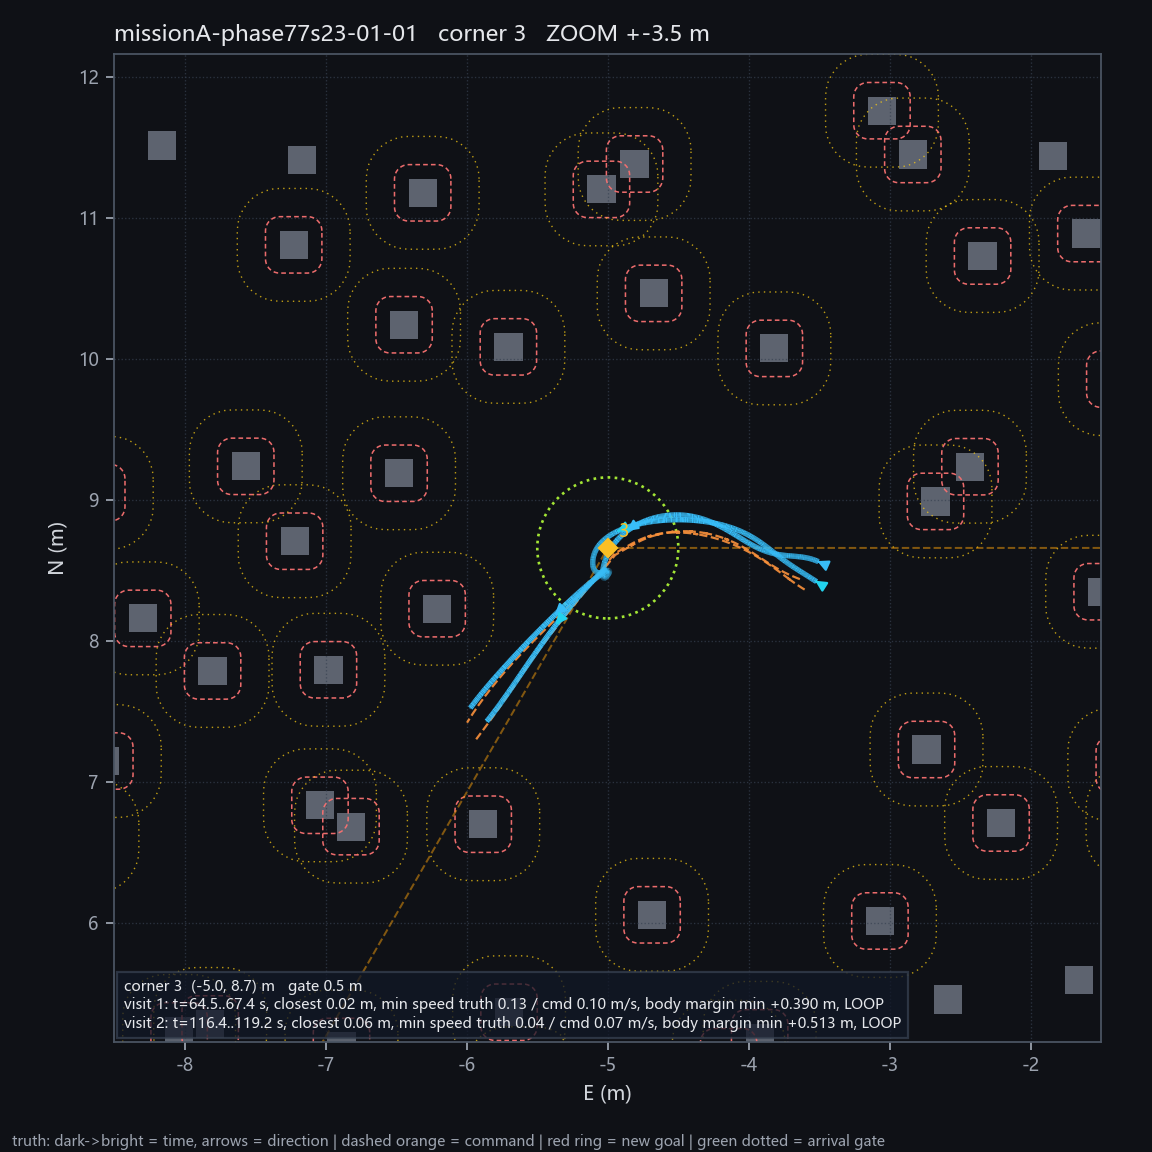 missionA-phase77s23-01-01 corner 3 ZOOM +-3.5 m
12
11
10
9
8
7
6
N (m)
3
corner 3 (-5.0, 8.7) m gate 0.5 m
visit 1: t=64.5..67.4 s, closest 0.02 m, min speed truth 0.13 / cmd 0.10 m/s, body margin min +0.390 m, LOOP
visit 2: t=116.4..119.2 s, closest 0.06 m, min speed truth 0.04 / cmd 0.07 m/s, body margin min +0.513 m, LOOP
-8 -7 -6 -5 -4 -3 -2
E (m)
truth: dark->bright = time, arrows = direction | dashed orange = command | red ring = new goal | green dotted = arrival gate